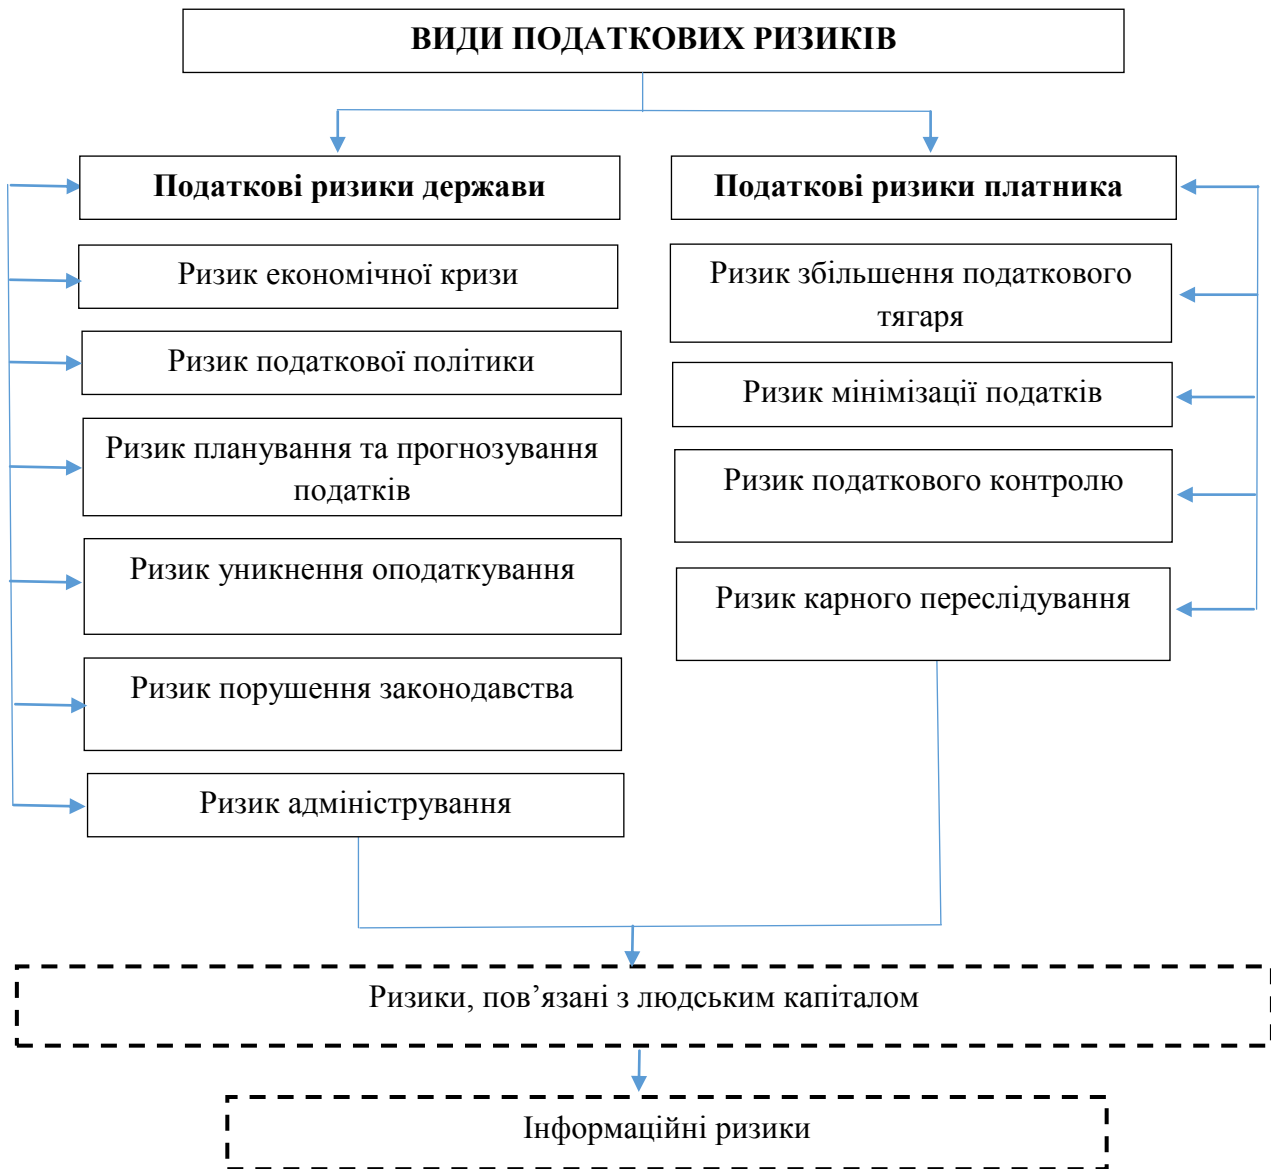 ВИДИ ПОДАТКОВИХ РИЗИКІВ
Податкові ризики держави
Ризик економічної кризи
Ризик податкової політики
Ризик планування та прогнозування
податків
Ризик уникнення оподаткування
Ризик порушення законодавства
Ризик адміністрування
Податкові ризики платника
Ризик збільшення податкового
тягаря
Ризик мінімізації податків
Ризик податкового контролю
Ризик карного переслідування
Ризики, пов’язані з людським капіталом
Інформаційні ризики